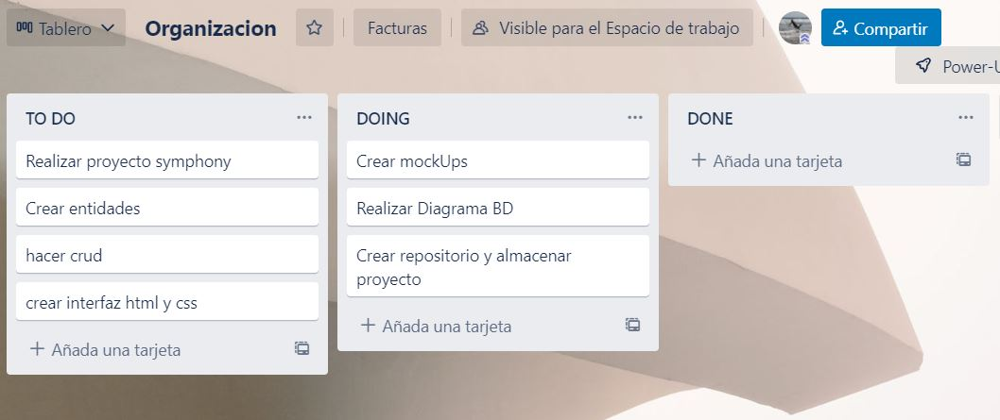 Tablero
Organizacion
Facturas
Visible para el Espacio de trabajo
Compartir
Power-U
TO DO
Realizar proyecto symphony
Crear entidades
hacer crud
crear interfaz html y css
Añada una tarjeta
DOING
Crear mockUps
Realizar Diagrama BD
Crear repositorio y almacenar
proyecto
Añada una tarjeta
DONE
Añada una tarjeta